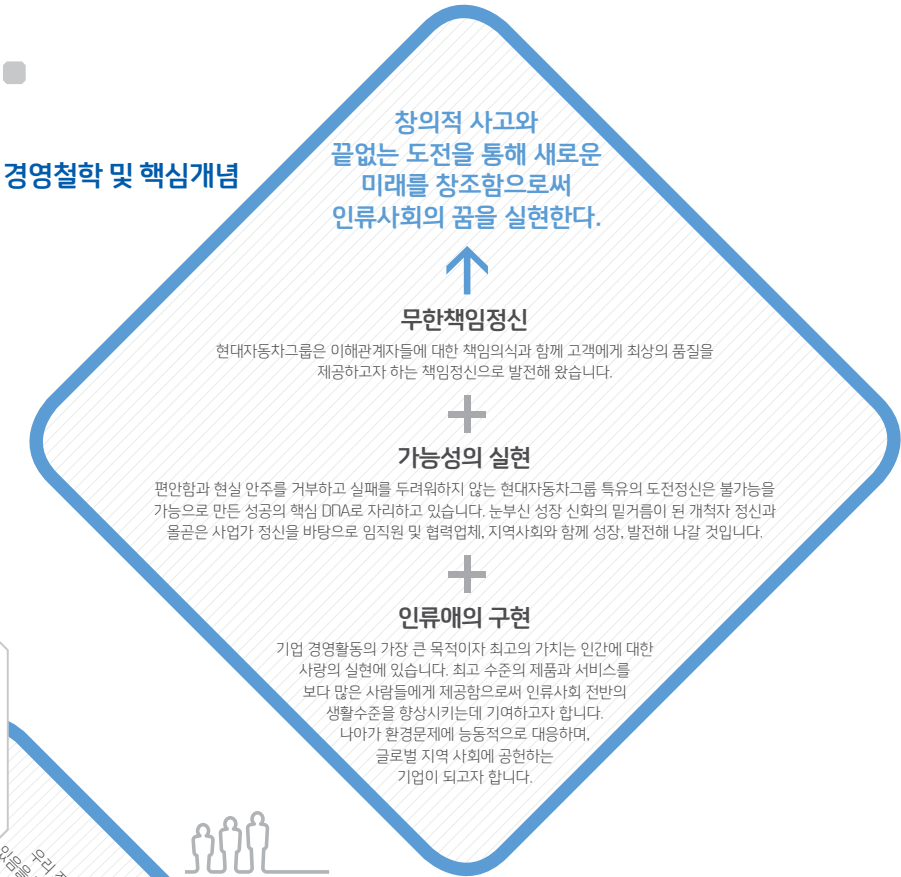 경영철학 및 핵심개념
창의적 사고와
끝없는 도전을 통해 새로운
미래를 창조함으로써
인류사회의 꿈을 실현한다.
무한책임정신
현대자동차그룹은 이해관계자들에 대한 책임의식과 함께 고객에게 최상의 품질을
제공하고자 하는 책임정신으로 발전해 왔습니다.
가능성의 실현
편안함과 현실 안주를 거부하고 실패를 두려워하지 않는 현대자동차그룹 특유의 도전정신은 불가능을
가능으로 만든 성공의 핵심 DNA로 자리하고 있습니다. 눈부신 성장 신화의 밑거름이 된 개척자 정신과
올곧은 사업가 정신을 바탕으로 임직원 및 협력업체, 지역사회와 함께 성장, 발전해 나갈 것입니다.
인류애의 구현
기업 경영활동의 가장 큰 목적이자 최고의 가치는 인간에 대한
사랑의 실현에 있습니다. 최고 수준의 제품과 서비스를
보다 많은 사람들에게 제공함으로써 인류사회 전반의
생활수준을 향상시키는데 기여하고자 합니다.
나아가 환경문제에 능동적으로 대응하며,
글로벌 지역 사회에 공헌하는
기업이 되고자 합니다.
우리
있음을